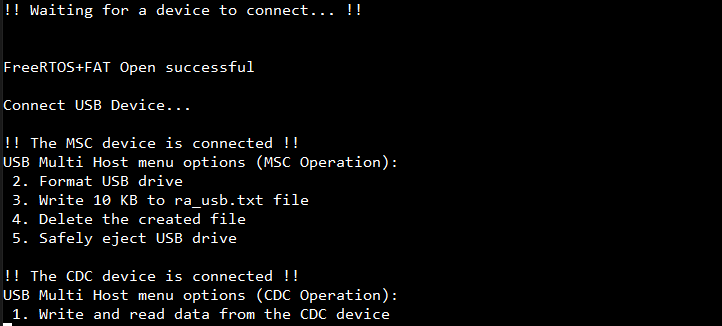 !! Waiting for a device to connect... !!
FreeRTOS+FAT Open successful
Connect USB Device...
!! The MSC device is connected !!
USB Multi Host menu options (MSC Operation):
2. Format USB drive
3. Write 10 KB to ra_usb.txt file
4. Delete the created file
5. Safely eject USB drive
!! The CDC device is connected !!
USB Multi Host menu options (CDC Operation):
1. Write and read data from the CDC device